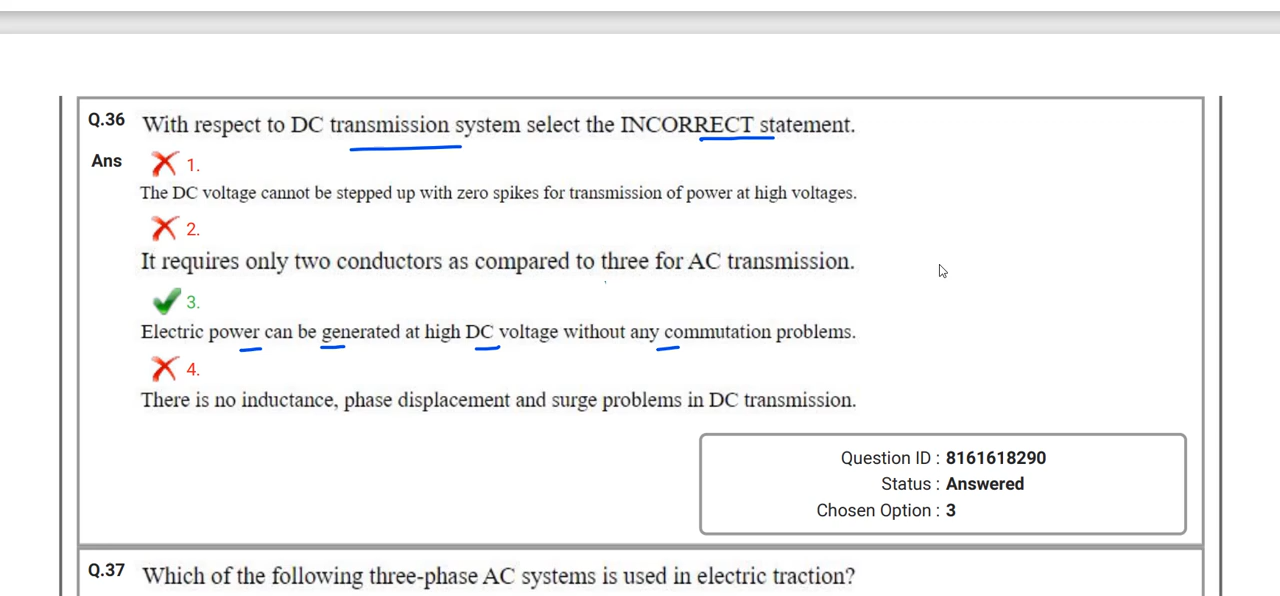 Q.36 With respect to DC transmission system select the INCORRECT statement.
Ans 1.
The DC voltage cannot be stepped up with zero spikes for transmission of power at high voltages.
2.
It requires only two conductors as compared to three for AC transmission.
3.
Electric power can be generated at high DC voltage without any commutation problems.
4.
There is no inductance, phase displacement and surge problems in DC transmission.
Question ID : 8161618290
Status : Answered
Chosen Option : 3
Q.37 Which of the following three-phase AC systems is used in electric traction?